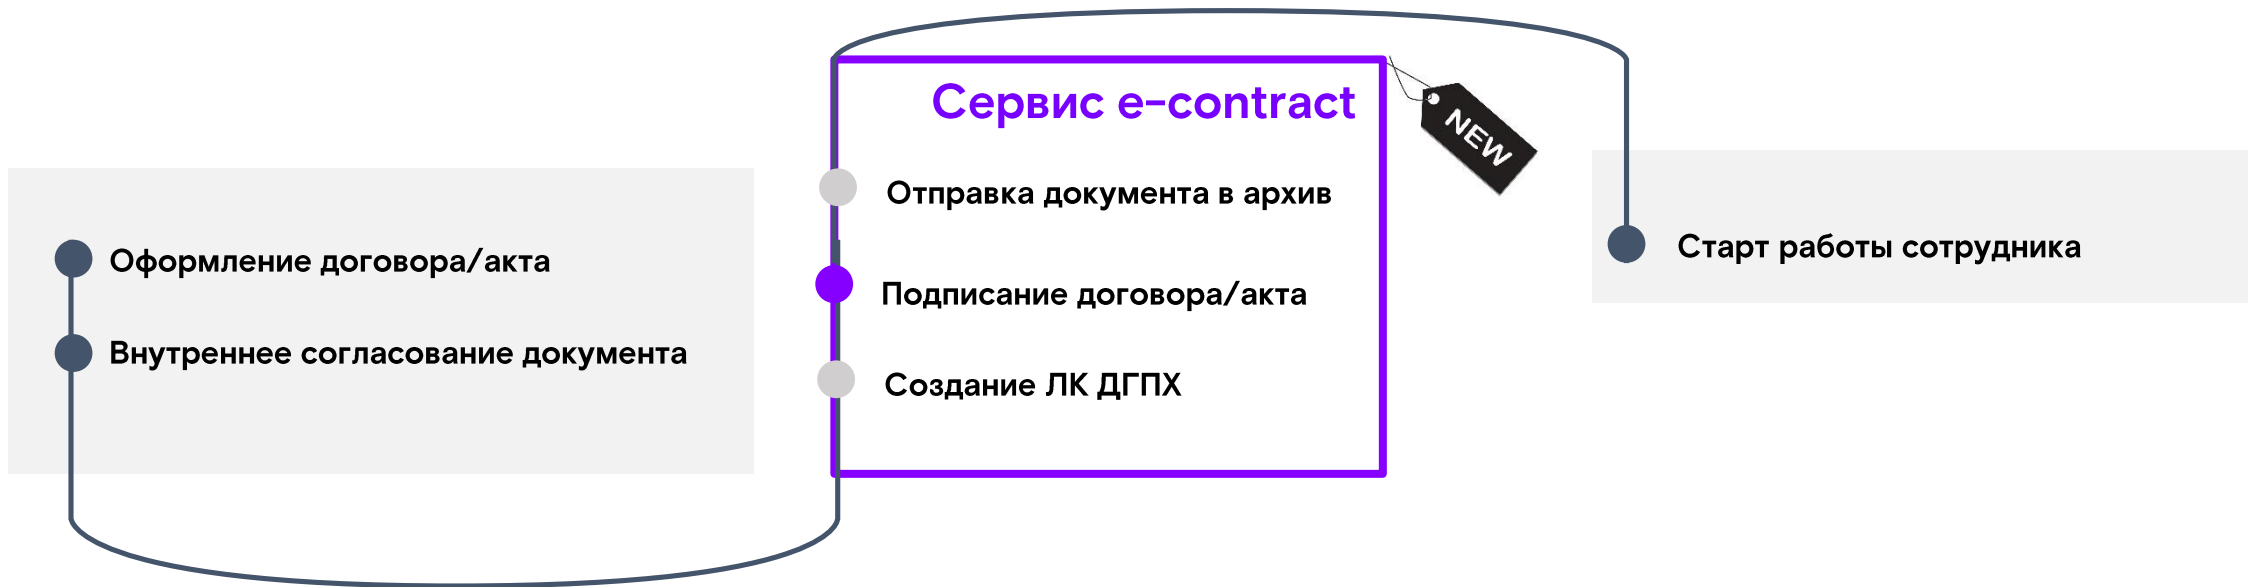 Сервис e-contract
NEW
Отправка документа в архив
Подписание договора/акта
Создание ЛК ДГПХ
Оформление договора/акта
Внутреннее согласование документа
Старт работы сотрудника